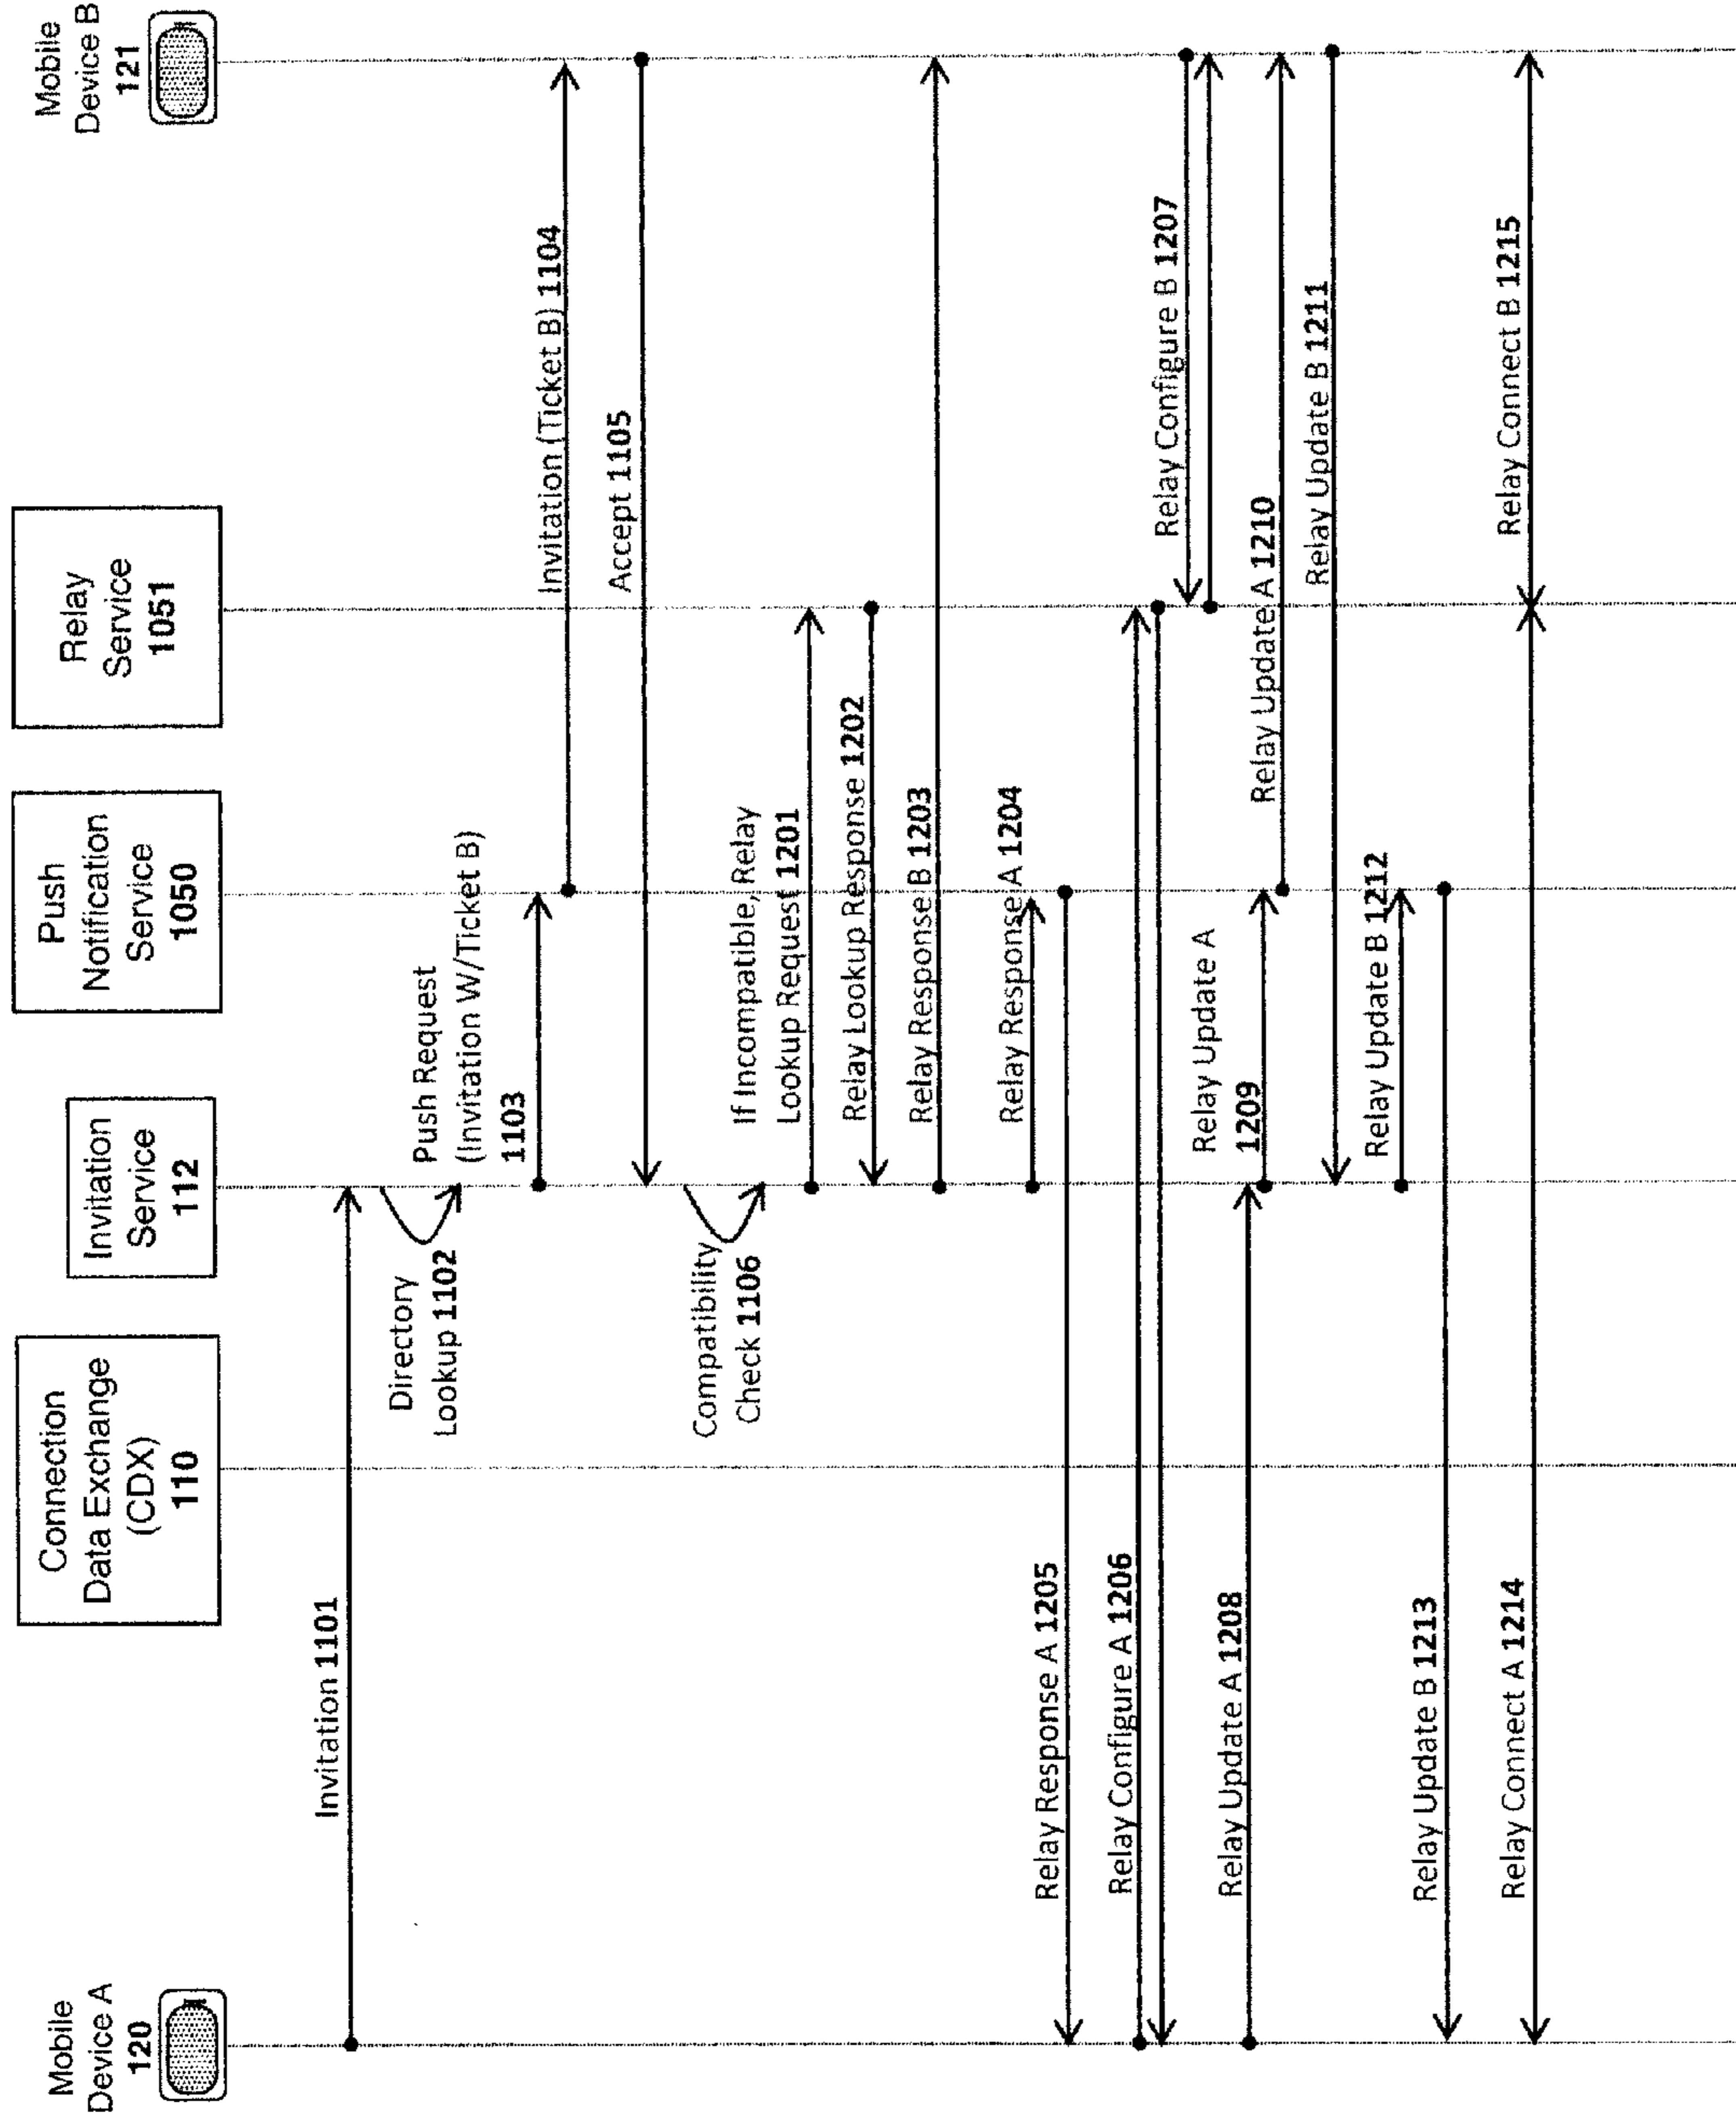 Mobile
Device A
120
Connection
Data Exchange
(CDX)
110
Invitation
Service
112
Push
Notification
Service
1050
Relay
Service
1051
Mobile
Device B
121
Invitation 1101
Directory
Lookup 1102
Push Request
(Invitation W/Ticket B)
1103
Invitation (Ticket B) 1104
Accept 1105
Compatibility
Check 1106
If Incompatible, Relay
Lookup Request 1201
Relay Lookup Response 1202
Relay Response B 1203
Relay Response A 1204
Relay Response A 1205
Relay Configure A 1206
Relay Configure B 1207
Relay Update A 1208
Relay Update A
1209
Relay Update A 1210
Relay Update B 1211
Relay Update B 1212
Relay Update B 1213
Relay Connect A 1214
Relay Connect B 1215